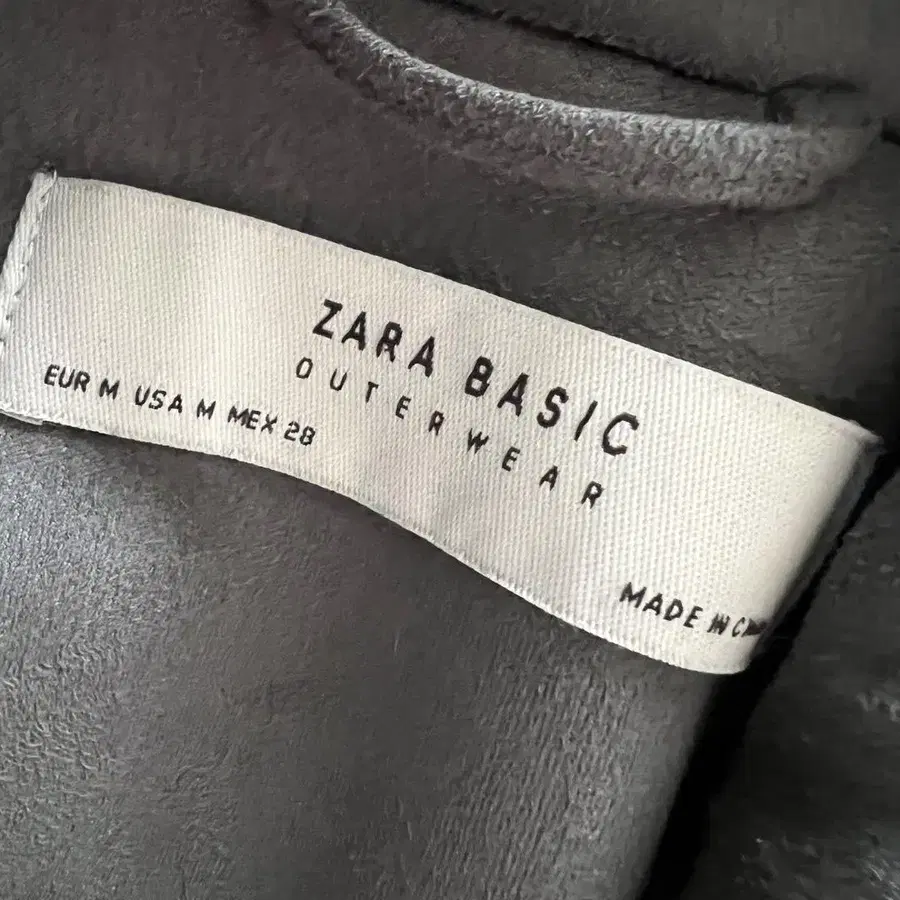 ZARA BASIC
OUTERWEAR
EUR M USA M MEX 28
MADE IN